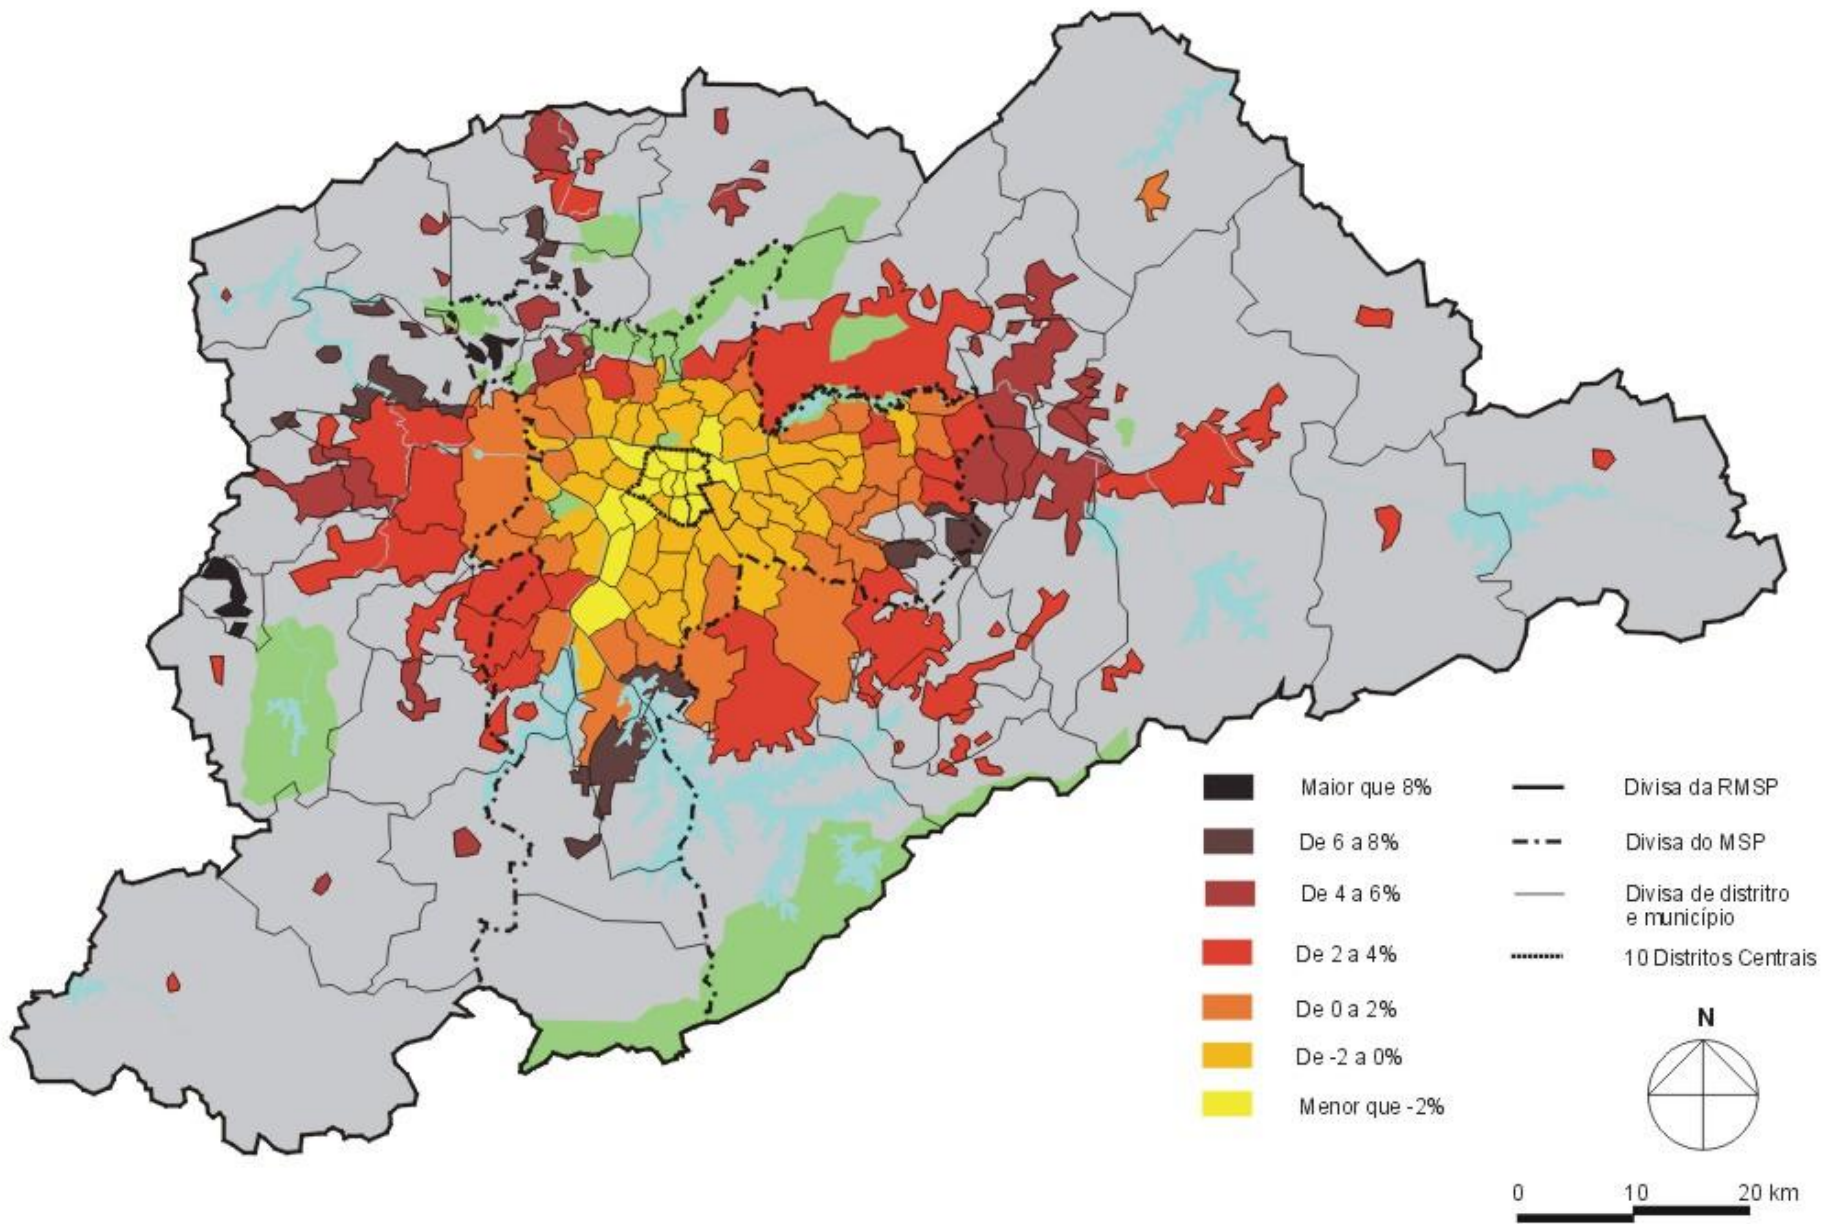 Maior que 8%
De 6 a 8%
De 4 a 6%
De 2 a 4%
De 0 a 2%
De -2 a 0%
Menor que -2%
Divisa da RMSP
Divisa do MSP
Divisa de distritro
e município
10 Distritos Centrais
N
0 10 20 km